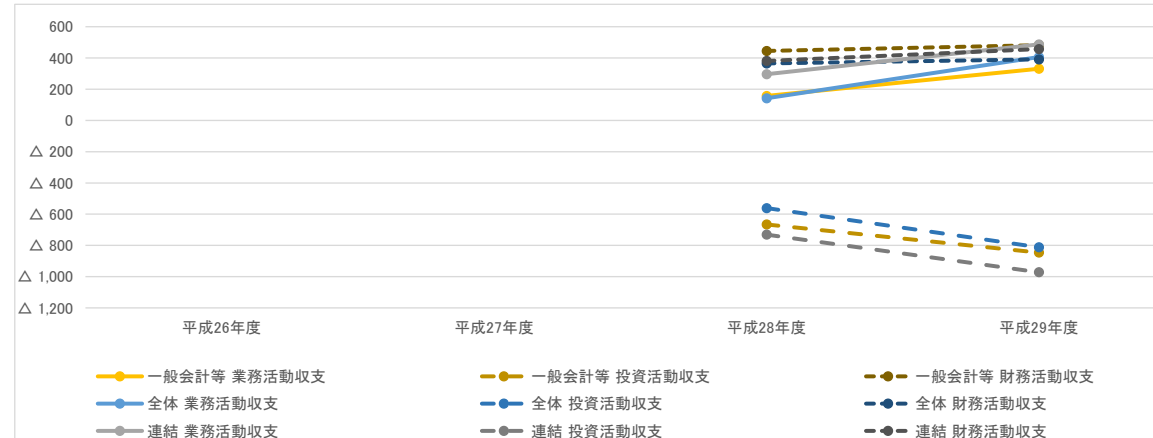 600
400
200
0
△ 200
△ 400
△ 600
△ 800
△ 1,000
△ 1,200
平成26年度 平成27年度 平成28年度 平成29年度
一般会計等 業務活動収支 一般会計等 投資活動収支 一般会計等 財務活動収支
全体 業務活動収支 全体 投資活動収支 全体 財務活動収支
連結 業務活動収支 連結 投資活動収支 連結 財務活動収支